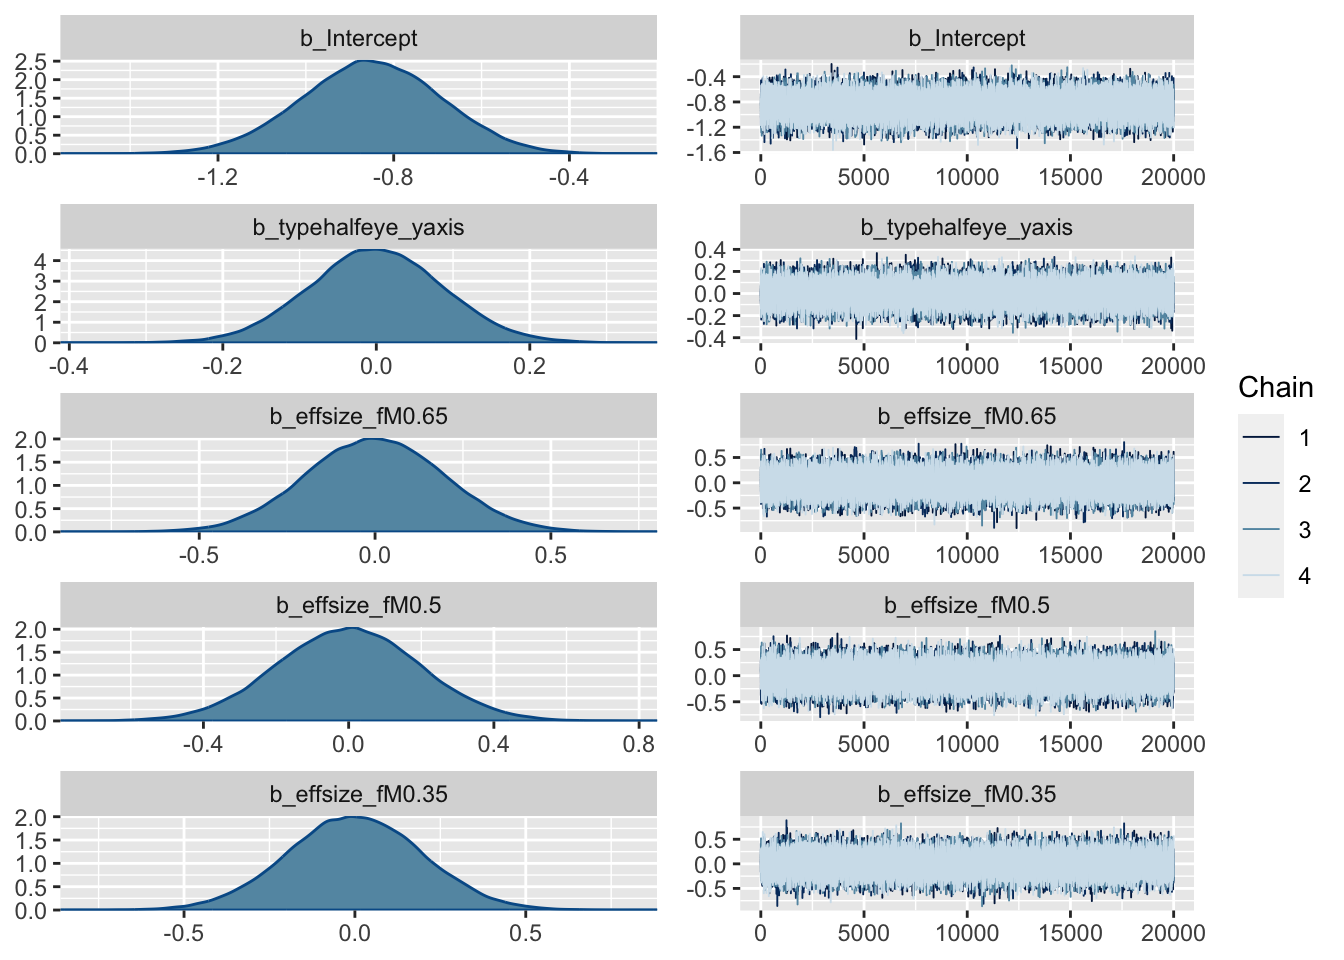 b_Intercept
2.5
2.0
1.5
1.0
0.5
0.0
-1.2 -0.8 -0.4
b_Intercept
-0.4
-0.8
-1.2
-1.6
0 5000 10000 15000 20000
b_typehalfeye_yaxis
4
3
2
1
0
-0.4 -0.2 0.0 0.2
b_typehalfeye_yaxis
0.4
0.2
0.0
-0.2
-0.4
0 5000 10000 15000 20000
b_effsize_fM0.65
2.0
1.5
1.0
0.5
0.0
-0.5 0.0 0.5
b_effsize_fM0.65
0.5
0.0
-0.5
0 5000 10000 15000 20000
b_effsize_fM0.5
2.0
1.5
1.0
0.5
0.0
-0.4 0.0 0.4 0.8
b_effsize_fM0.5
0.5
0.0
-0.5
0 5000 10000 15000 20000
b_effsize_fM0.35
2.0
1.5
1.0
0.5
0.0
-0.5 0.0 0.5
b_effsize_fM0.35
0.5
0.0
-0.5
0 5000 10000 15000 20000
Chain
1
2
3
4